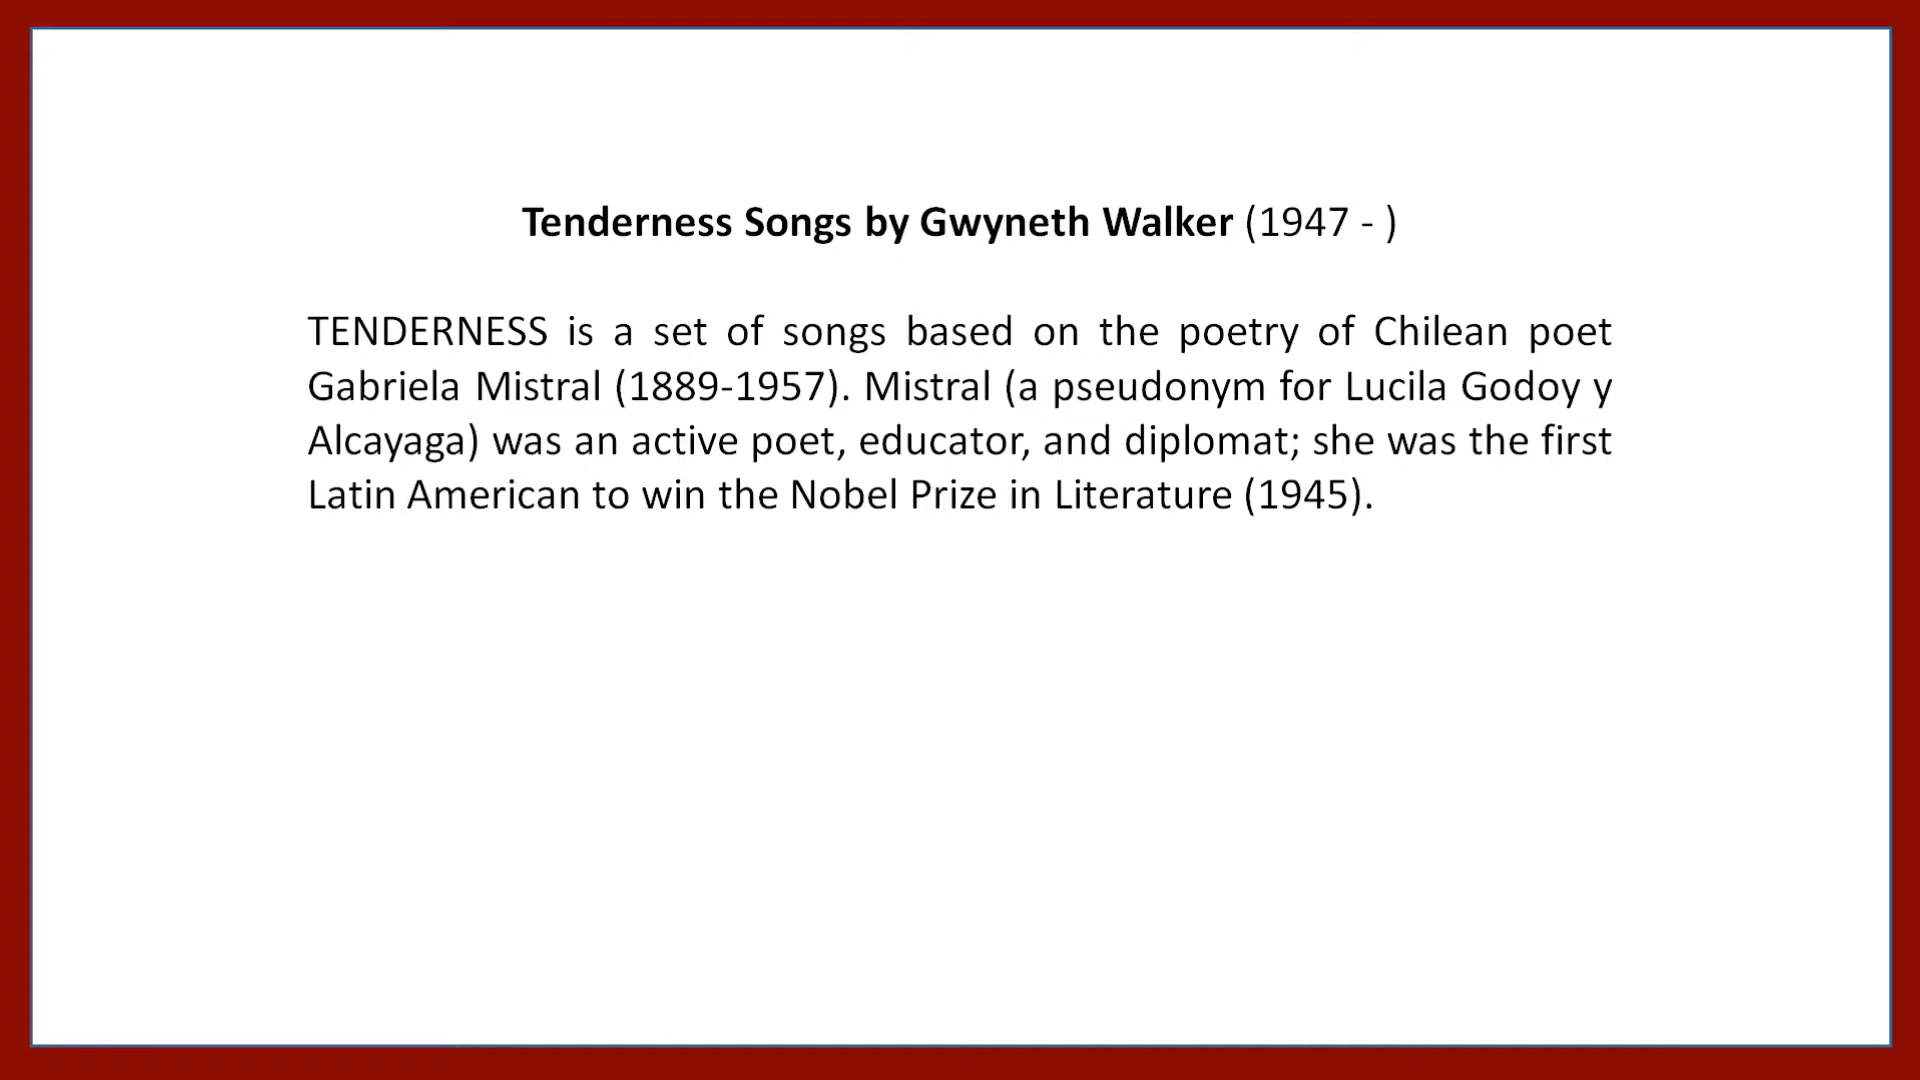 Tenderness Songs by Gwyneth Walker (1947 - )
TENDERNESS is a set of songs based on the poetry of Chilean poet
Gabriela Mistral (1889-1957). Mistral (a pseudonym for Lucila Godoy y
Alcayaga) was an active poet, educator, and diplomat; she was the first
Latin American to win the Nobel Prize in Literature (1945).